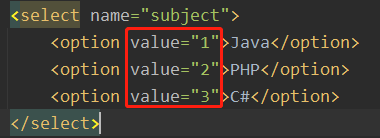 <select name="subject">
<option value="1">Java</option>
<option value="2">PHP</option>
<option value="3">C#</option>
</select>